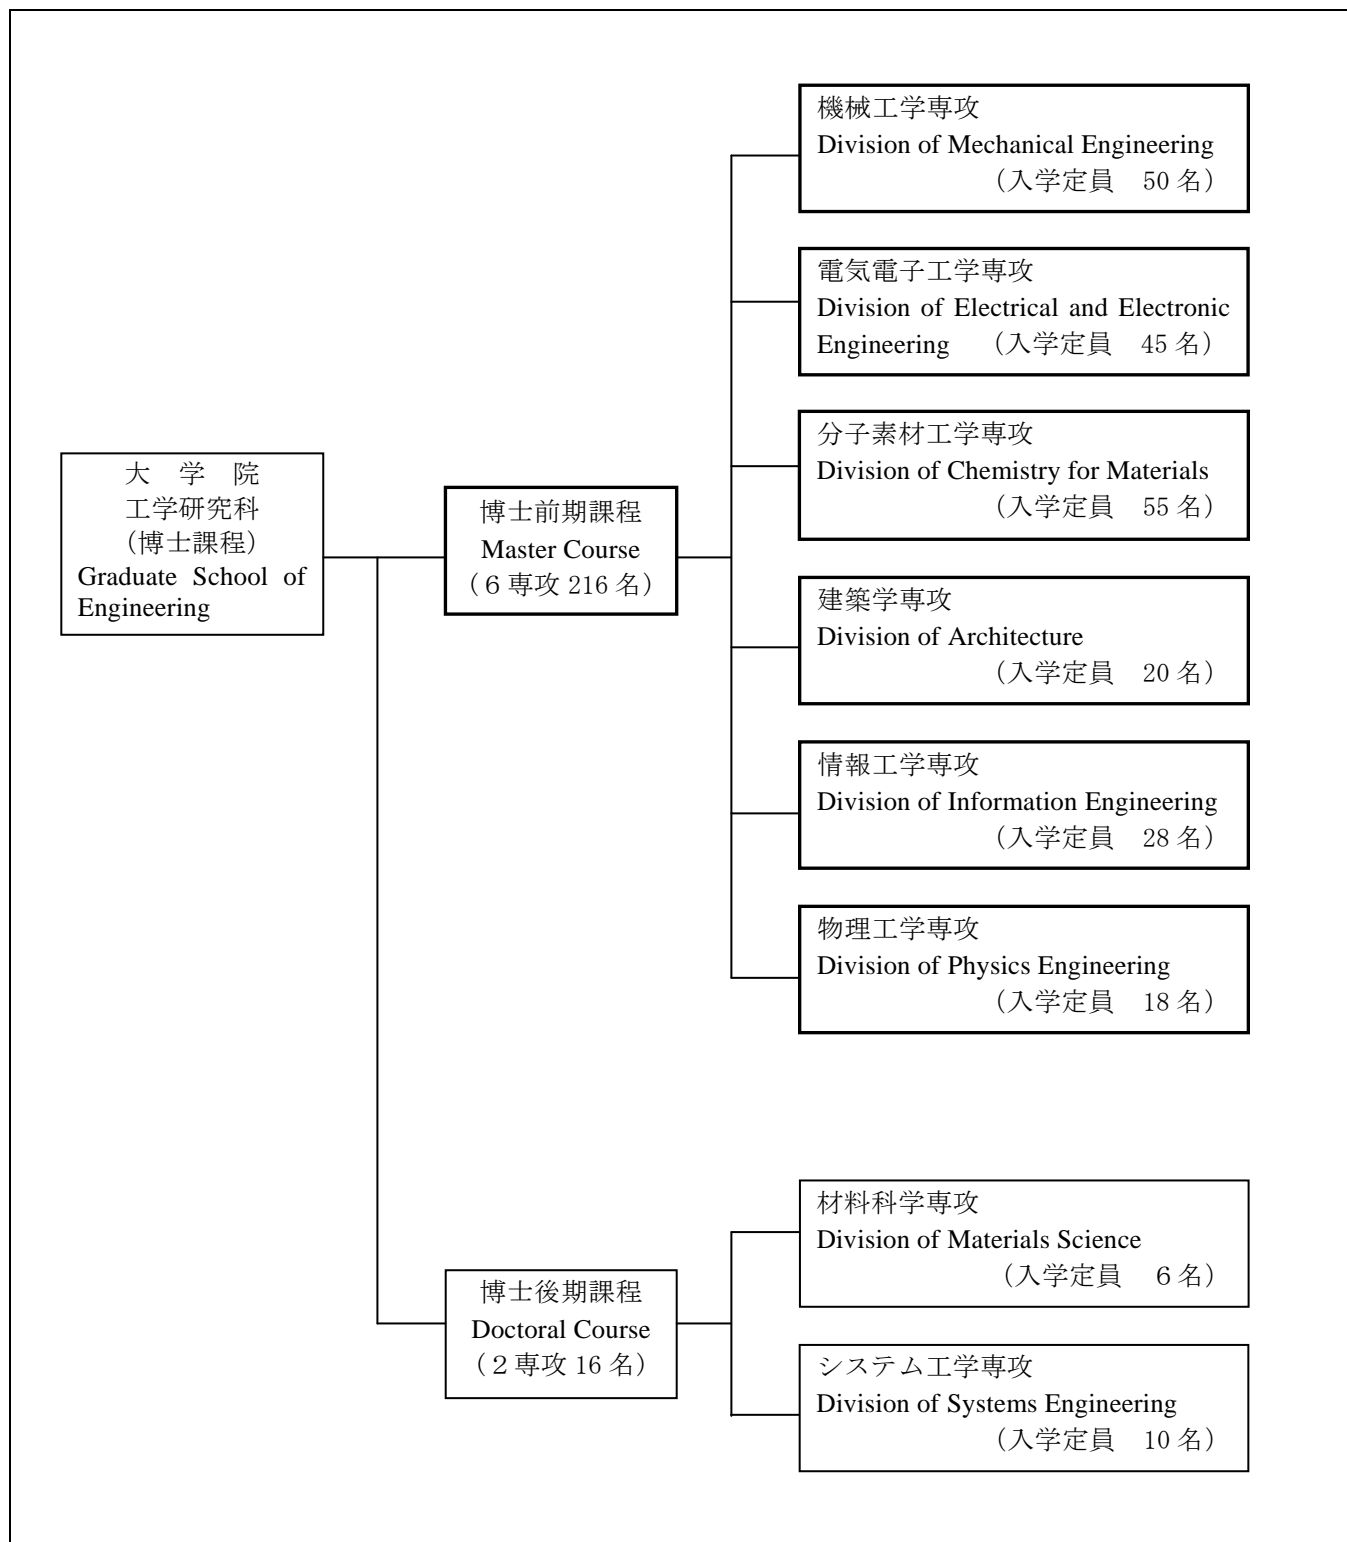 大　学　院
工学研究科
（博士課程）
Graduate School of
Engineering
博士前期課程
Master Course
（６専攻 216 名）
機械工学専攻
Division of Mechanical Engineering
（入学定員　50 名）
電気電子工学専攻
Division of Electrical and Electronic
Engineering　（入学定員　45 名）
分子素材工学専攻
Division of Chemistry for Materials
（入学定員　55 名）
建築学専攻
Division of Architecture
（入学定員　20 名）
情報工学専攻
Division of Information Engineering
（入学定員　28 名）
物理工学専攻
Division of Physics Engineering
（入学定員　18 名）
博士後期課程
Doctoral Course
（２専攻 16 名）
材料科学専攻
Division of Materials Science
（入学定員　６名）
システム工学専攻
Division of Systems Engineering
（入学定員　10 名）